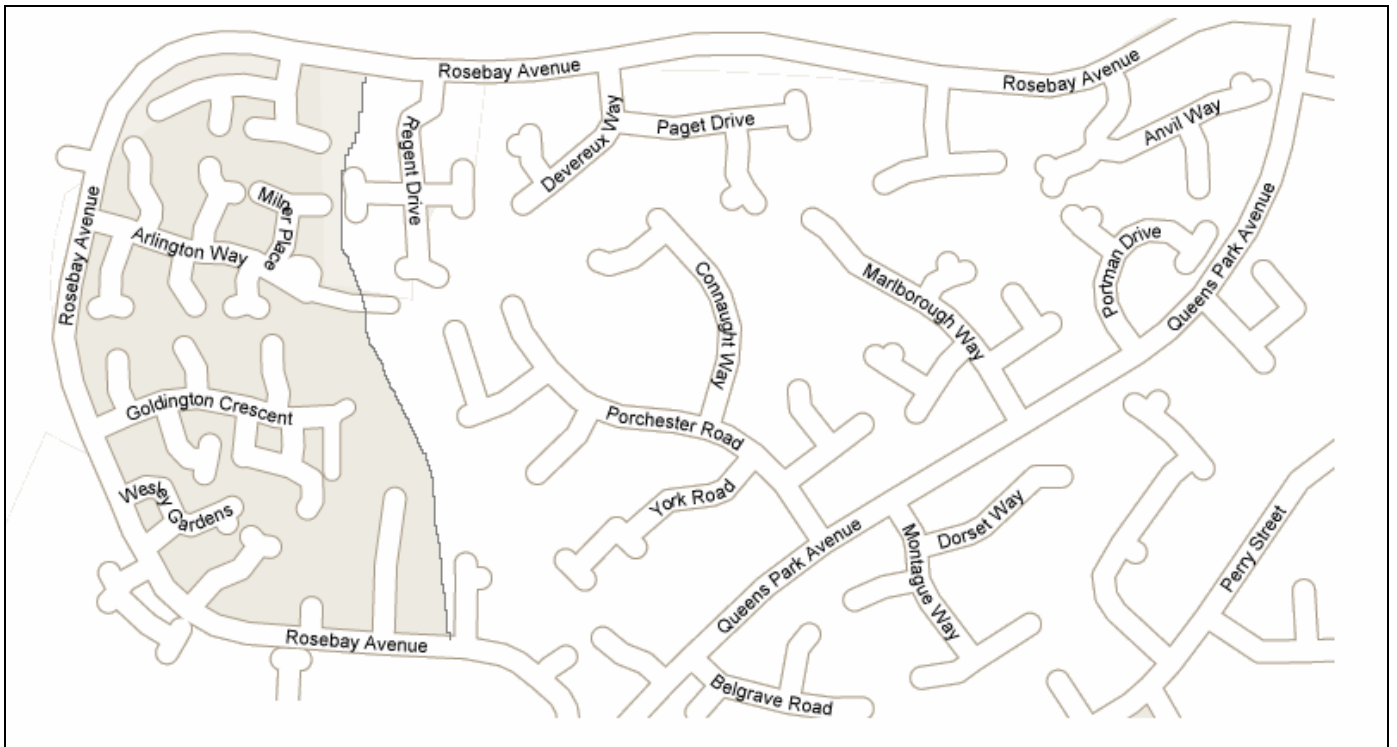 Rosebay Avenue
Rosebay Avenue
Anvil Way
Paget Drive
Devereux Way
Regent Drive
Milner Place
Rosebay Avenue
Arlington Way
Portman Drive
Queens Park Avenue
Connaught Way
Marlborough Way
Goldington Crescent
Porchester Road
Wesley Gardens
York Road
Dorset Way
Queens Park Avenue
Montague Way
Perry Street
Rosebay Avenue
Belgrave Road